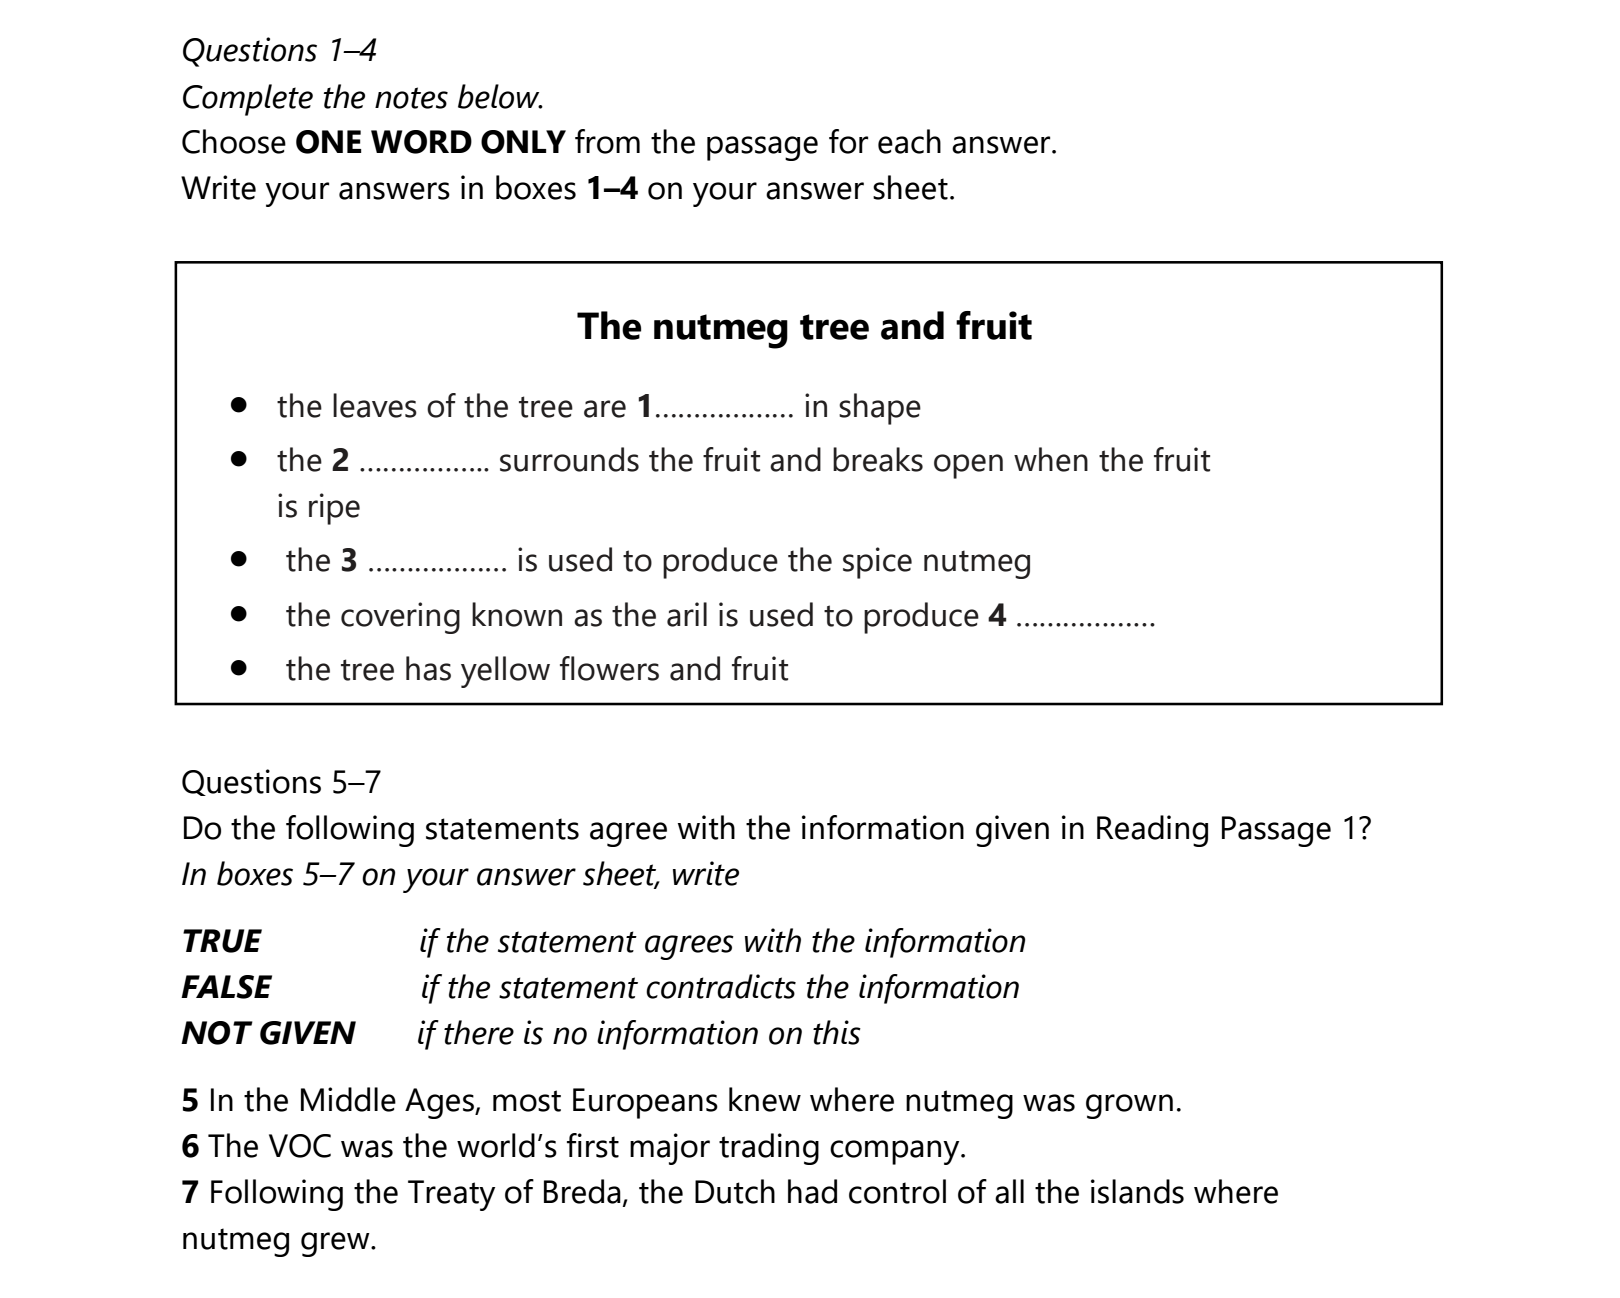 Questions 1–4
Complete the notes below.
Choose ONE WORD ONLY from the passage for each answer.
Write your answers in boxes 1–4 on your answer sheet.
The nutmeg tree and fruit
● the leaves of the tree are 1.................. in shape
● the 2 ................. surrounds the fruit and breaks open when the fruit
is ripe
● the 3 .................. is used to produce the spice nutmeg
● the covering known as the aril is used to produce 4 ..................
● the tree has yellow flowers and fruit
Questions 5–7
Do the following statements agree with the information given in Reading Passage 1?
In boxes 5–7 on your answer sheet, write
TRUE if the statement agrees with the information
FALSE if the statement contradicts the information
NOT GIVEN if there is no information on this
5 In the Middle Ages, most Europeans knew where nutmeg was grown.
6 The VOC was the world’s first major trading company.
7 Following the Treaty of Breda, the Dutch had control of all the islands where
nutmeg grew.